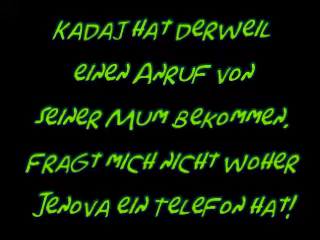 Kadaj hat derweil
einen Anruf von
seiner Mum bekommen.
Fragt mich nicht woher
Jenova ein Telefon hat!